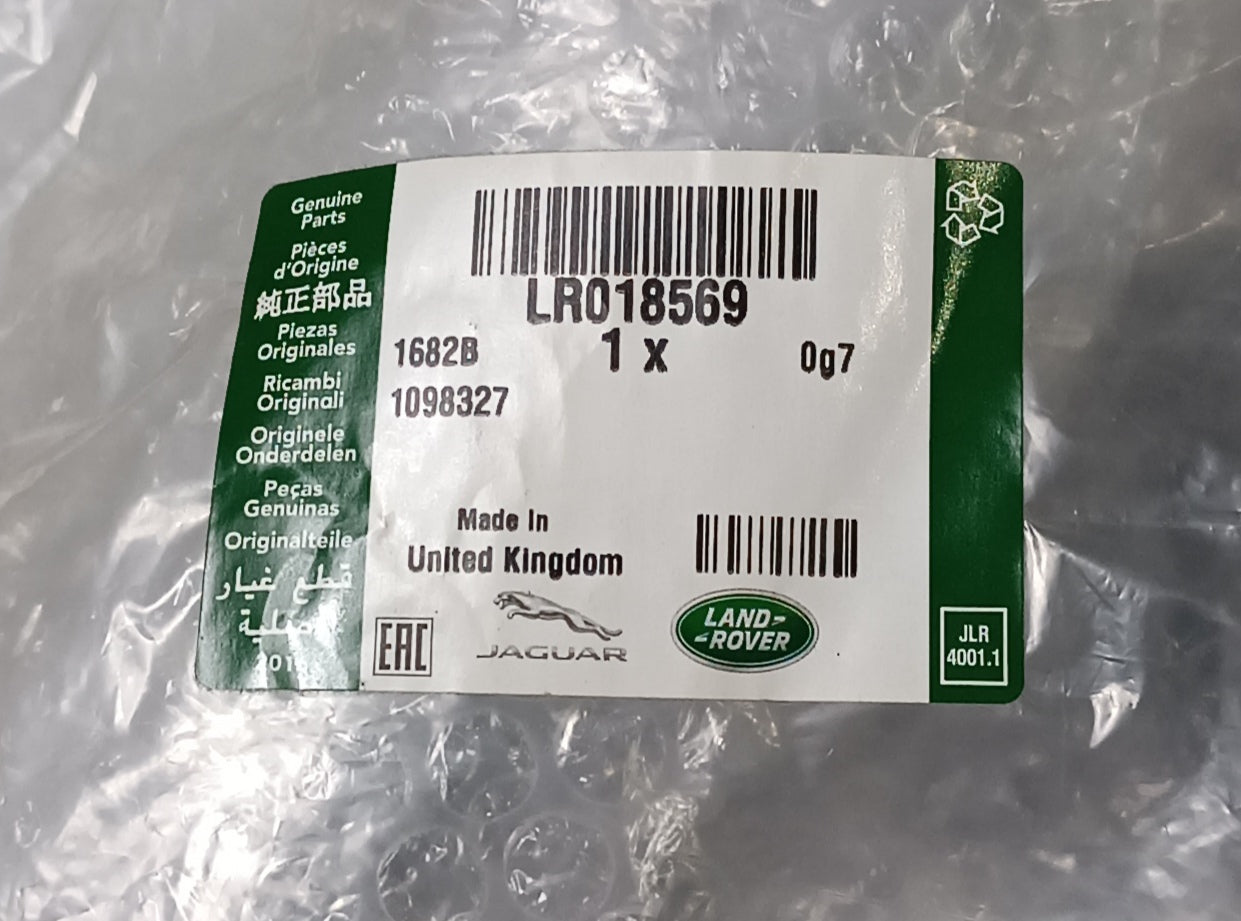 Genuine
Parts
Pièces
d'Origine
純正部品
Piezas
Originales
Ricambi
Originali
Originele
Onderdelen
Peças
Genuinas
Originalteile
قطع غيار
LR018569
1682B 1 x 0g7
1098327
Made In
United Kingdom
EAC
JAGUAR
LAND-
-ROVER
JLR
4001.1